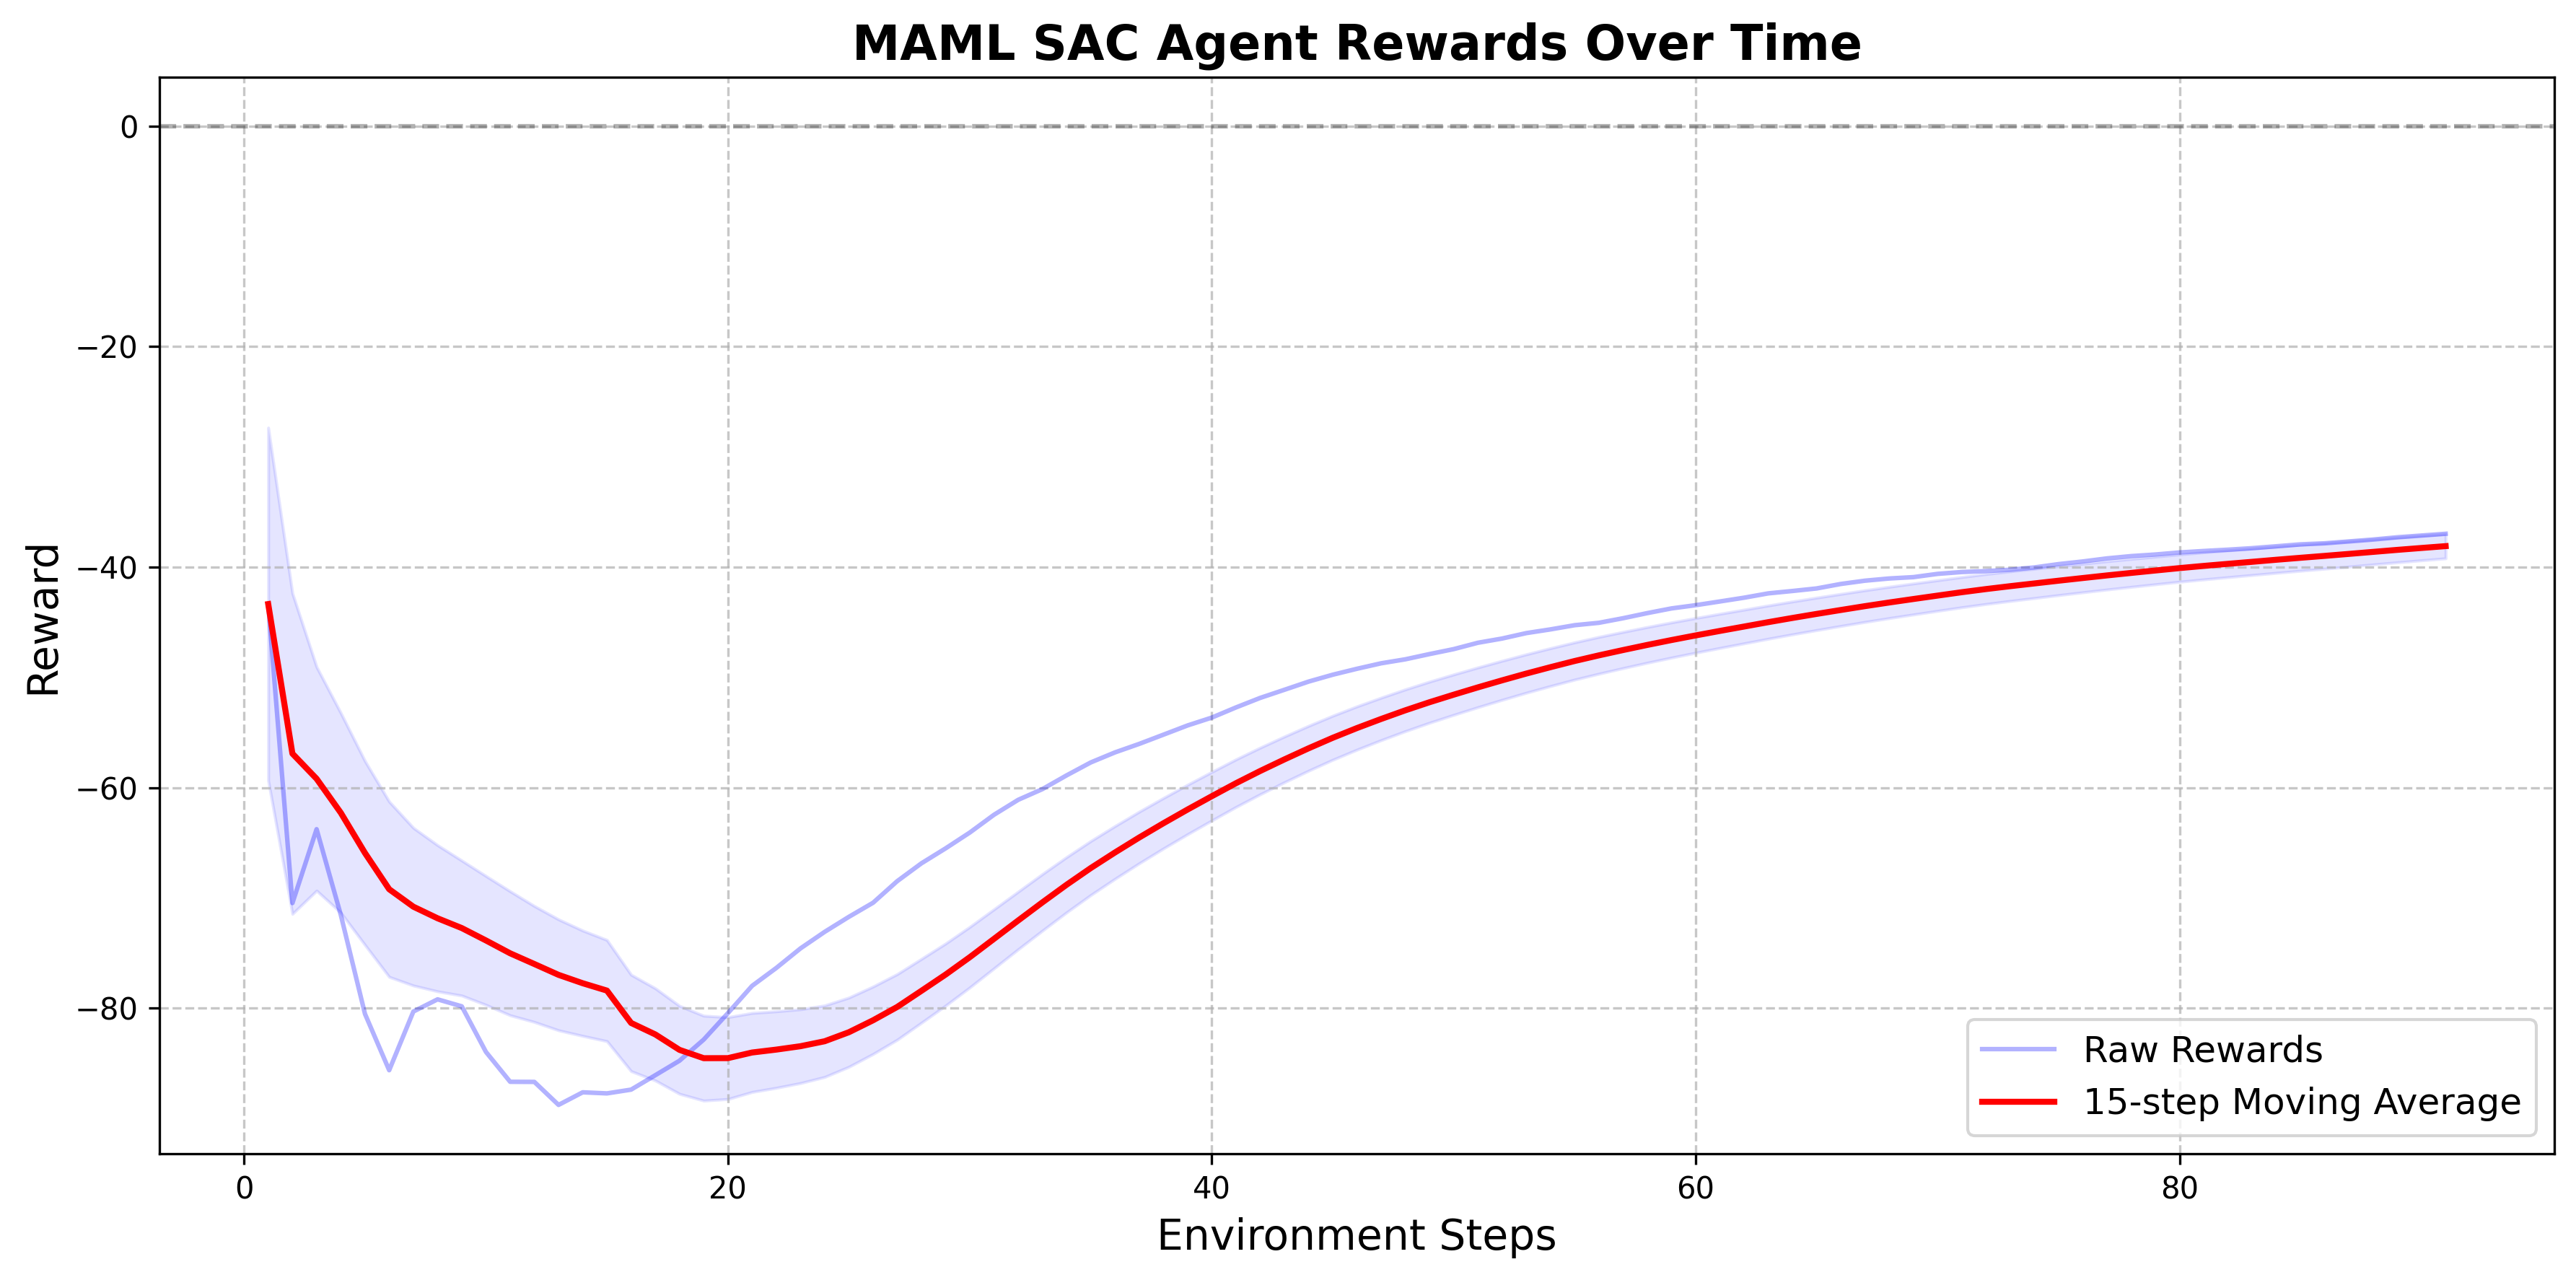 MAML SAC Agent Rewards Over Time
Reward
0
−20
−40
−60
−80
0
20
40
60
80
Environment Steps
Raw Rewards
15-step Moving Average